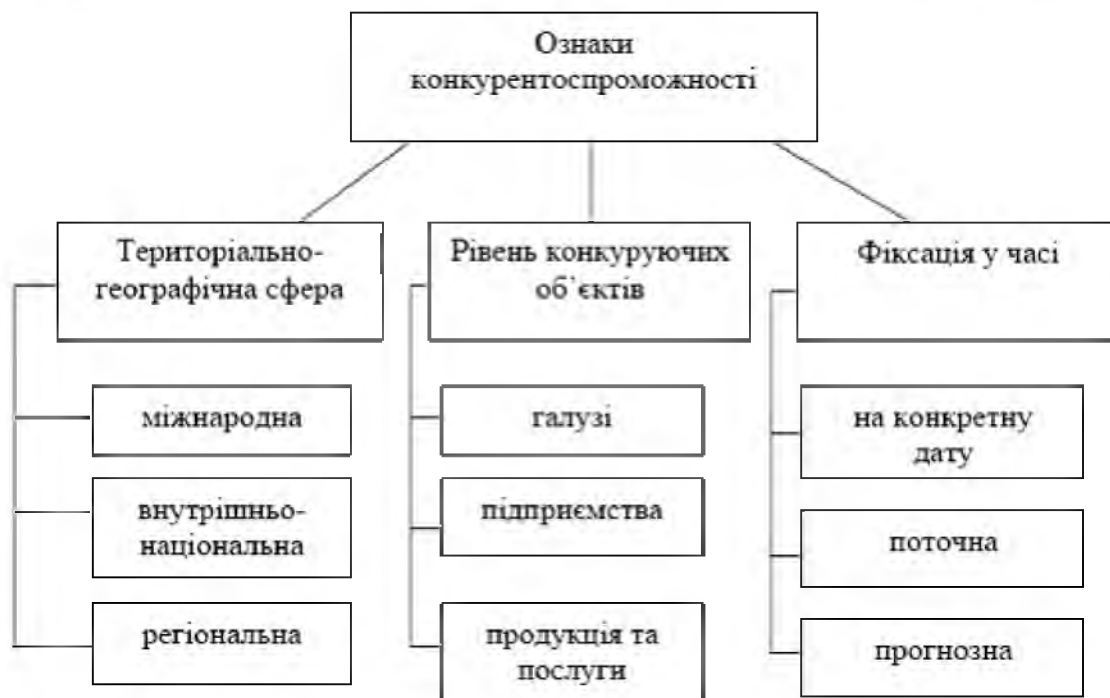 Ознаки
конкурентоспроможності
Територіально-
географічна сфера
міжнародна
внутрішньо-
національна
регіональна
Рівень конкуруючих
об’єктів
галузі
підприємства
продукція та
послуги
Фіксація у часі
на конкретну
дату
поточна
прогнозна